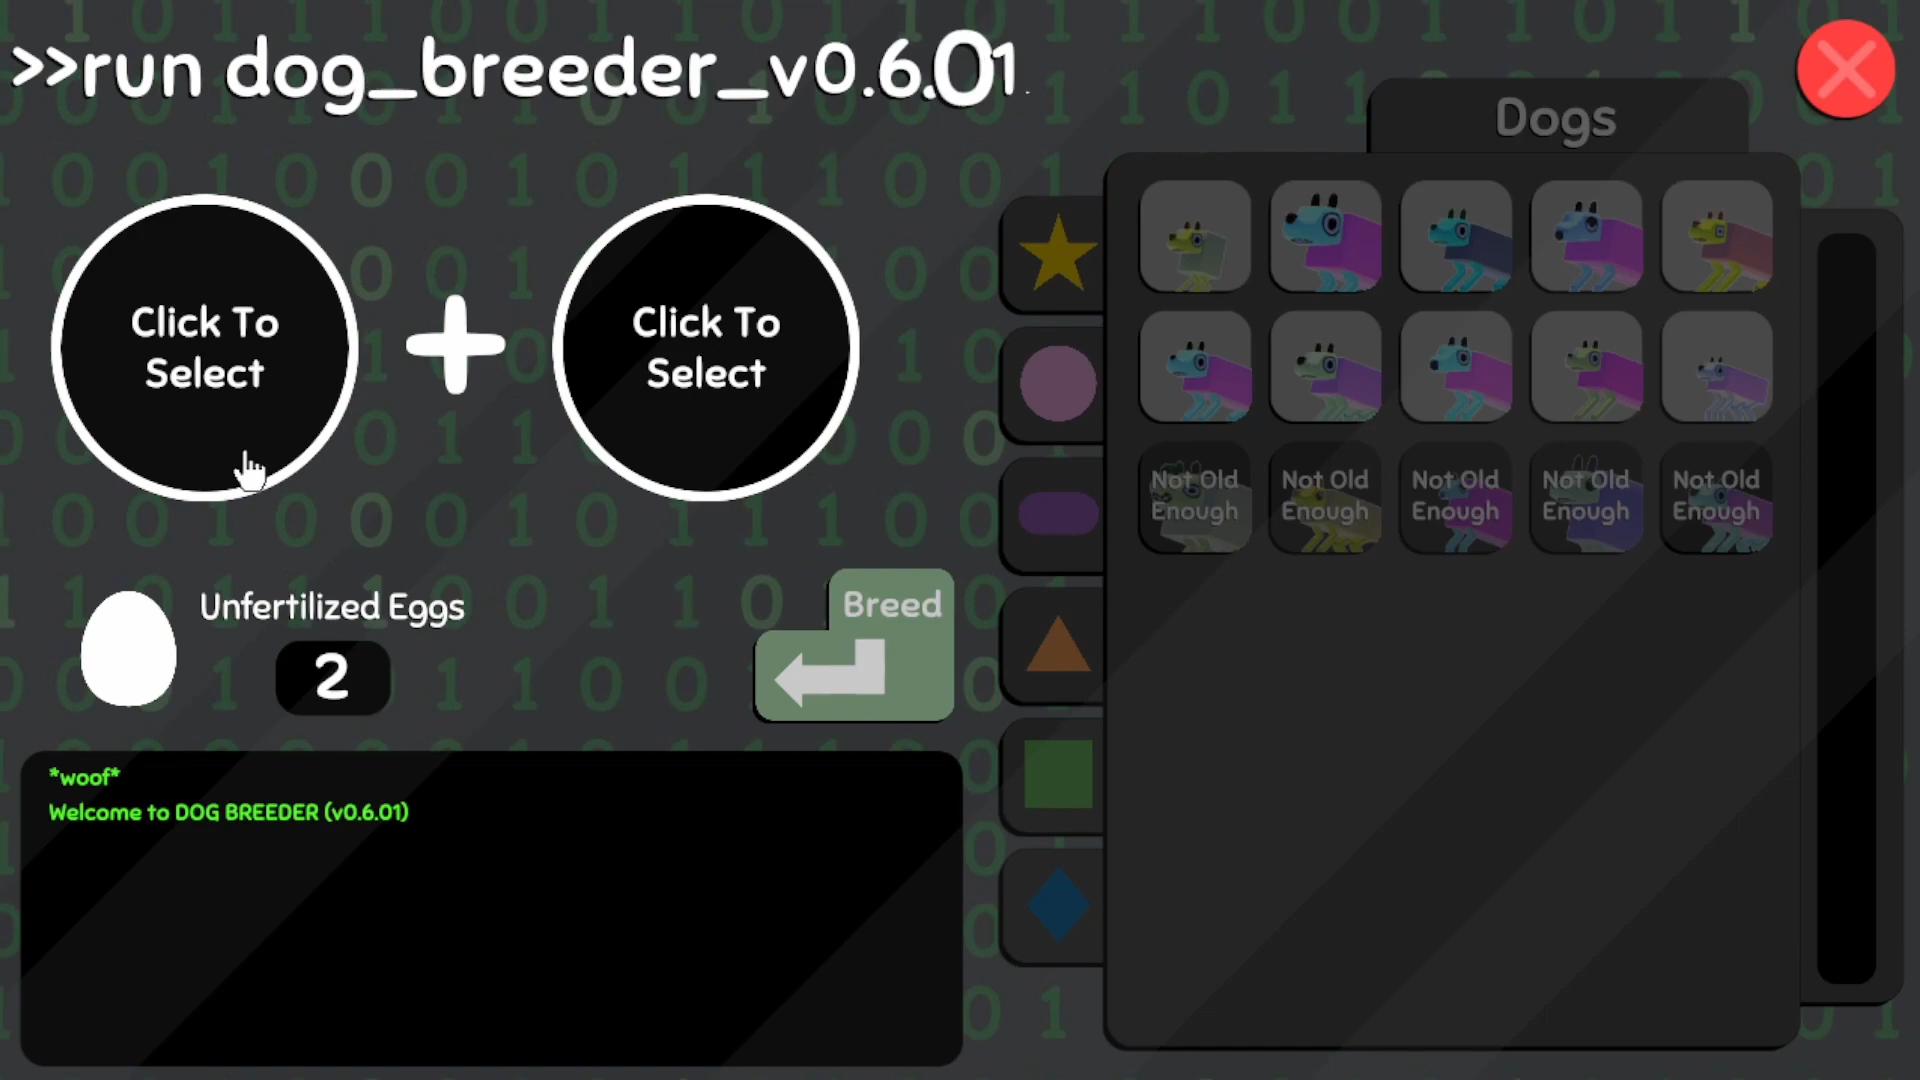 >>run dog_breeder_v0.6.01
Dogs
Click To
Select
Click To
Select
Not Old
Enough
Not Old
Enough
Not Old
Enough
Not Old
Enough
Not Old
Enough
Unfertilized Eggs
2
Breed
*woof*
Welcome to DOG BREEDER (v0.6.01)